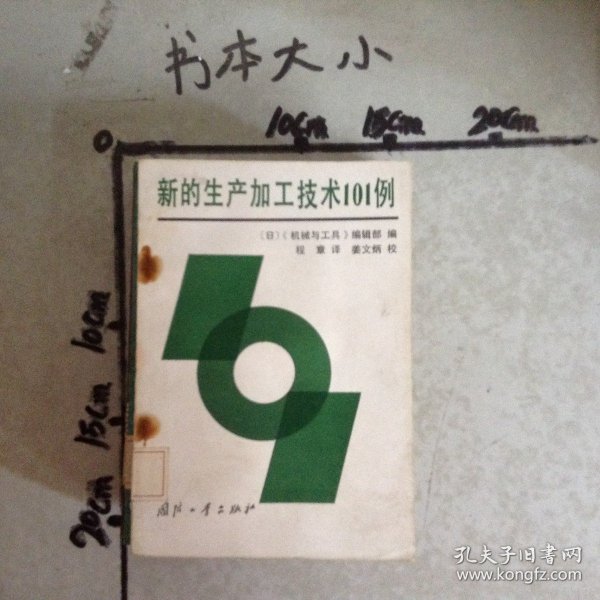 书本大小
0 10cm 15cm 20cm
新的生产加工技术101例
〔日〕《机械与工具》编辑部 编
程 章 译 姜文炳 校
101
国防工业出版社
10cm
15cm
20cm
孔夫子旧书网
www.kongfz.com